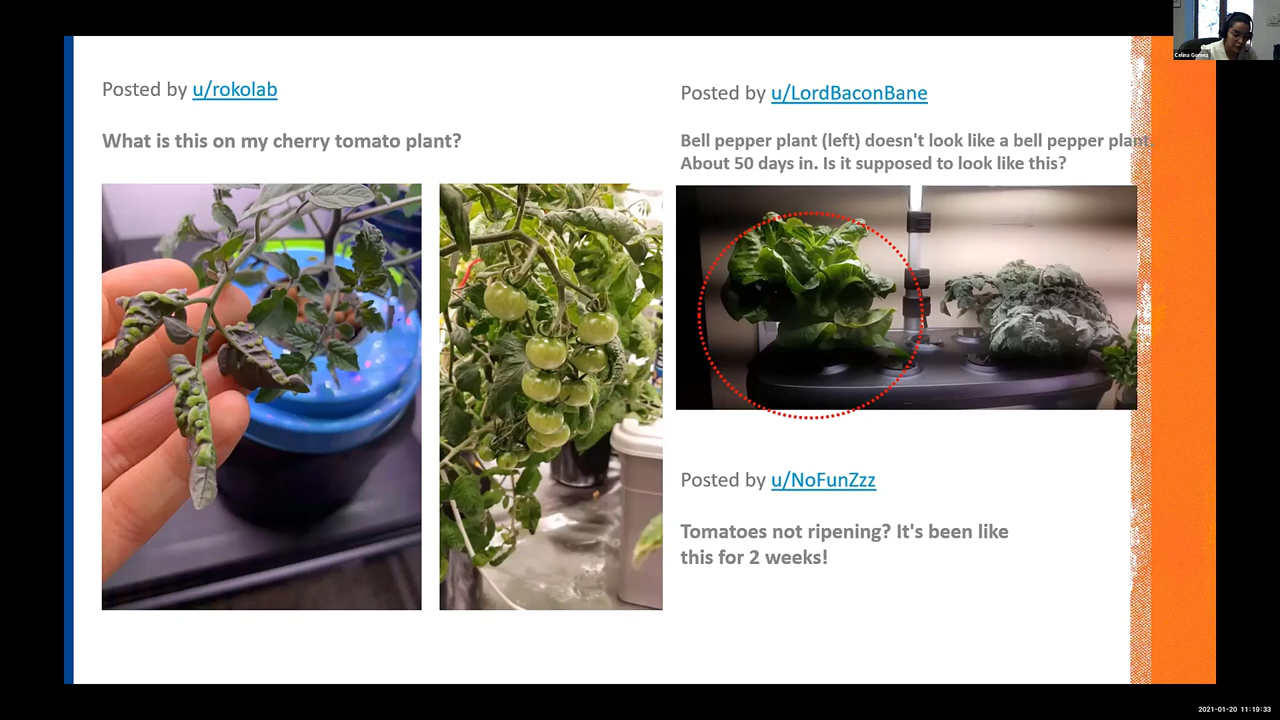 Posted by u/rokolab
What is this on my cherry tomato plant?
Posted by u/LordBaconBane
Bell pepper plant (left) doesn't look like a bell pepper plant.
About 50 days in. Is it supposed to look like this?
Posted by u/NoFunZzz
Tomatoes not ripening? It's been like
this for 2 weeks!
Celina Gomez
2021-01-20 11:19:33